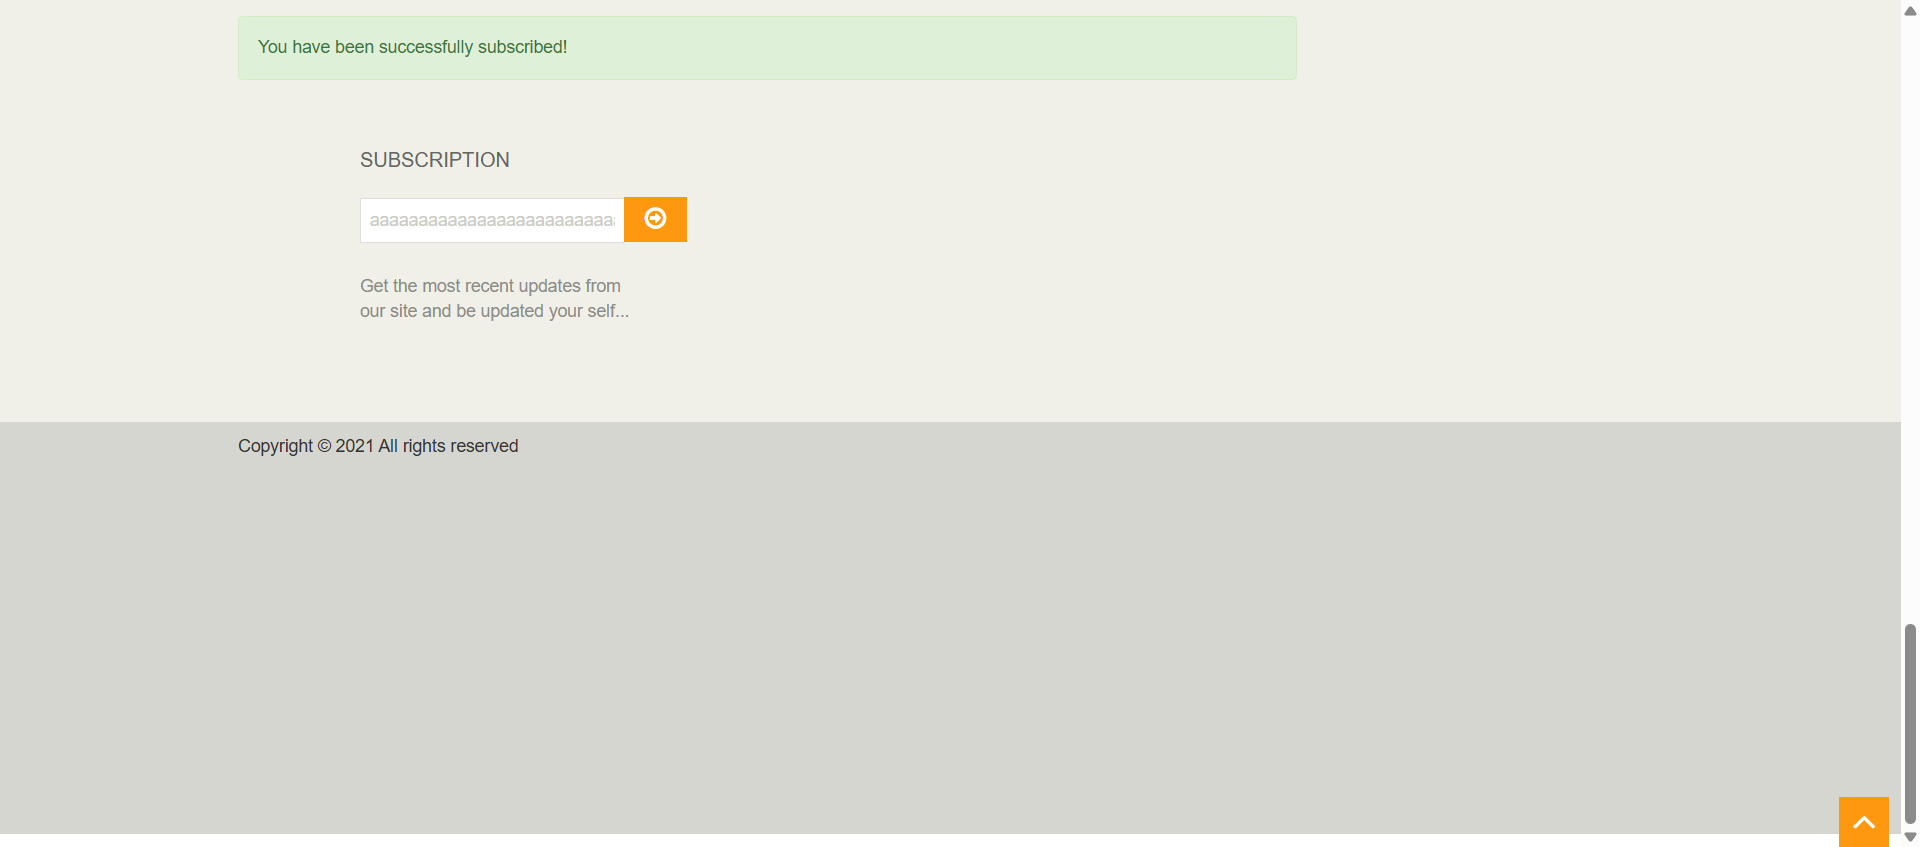 You have been successfully subscribed!
SUBSCRIPTION
aaaaaaaaaaaaaaaaaaaaaaaaa
Get the most recent updates from
our site and be updated your self...
Copyright © 2021 All rights reserved